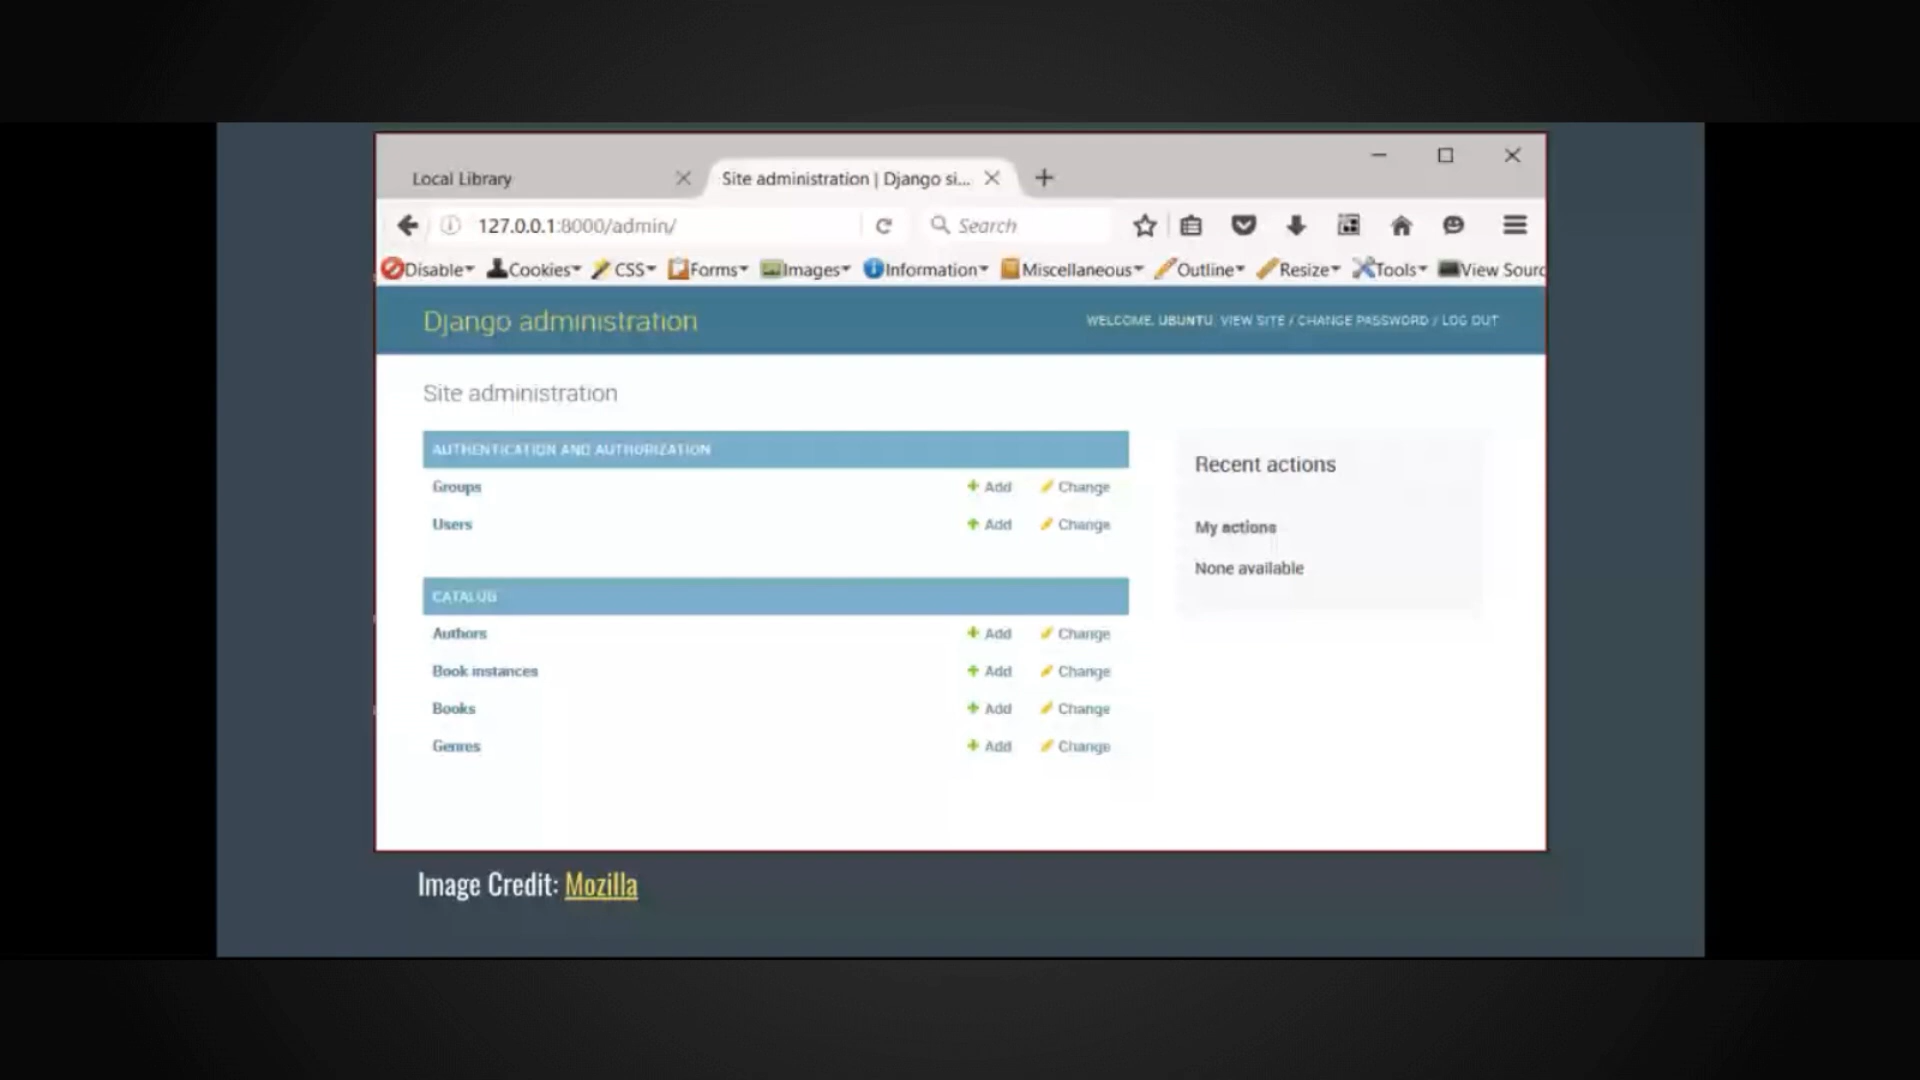 Local Library
Site administration | Django si...
127.0.0.1:8000/admin/
Search
Disable Cookies CSS Forms Images Information Miscellaneous Outline Resize Tools View Sourc
Django administration
WELCOME, UBUNTU. VIEW SITE / CHANGE PASSWORD / LOG OUT
Site administration
AUTHENTICATION AND AUTHORIZATION
Groups Add Change
Users Add Change
CATALOG
Authors Add Change
Book instances Add Change
Books Add Change
Genres Add Change
Recent actions
My actions
None available
Image Credit: Mozilla